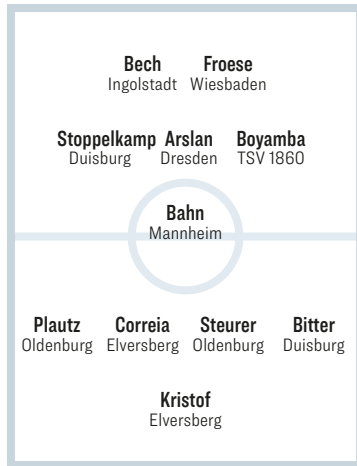 Bech Froese
Ingolstadt Wiesbaden
Stoppelkamp Arslan Boyamba
Duisburg Dresden TSV 1860
Bahn
Mannheim
Plautz Correia Steurer Bitter
Oldenburg Elversberg Oldenburg Duisburg
Kristof
Elversberg